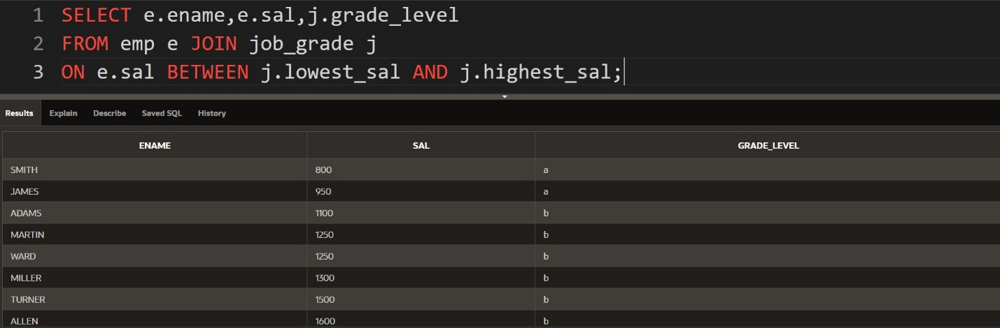 1 SELECT e.ename,e.sal,j.grade_level
2 FROM emp e JOIN job_grade j
3 ON e.sal BETWEEN j.lowest_sal AND j.highest_sal;
Results Explain Describe Saved SQL History
ENAME SAL GRADE_LEVEL
SMITH 800 a
JAMES 950 a
ADAMS 1100 b
MARTIN 1250 b
WARD 1250 b
MILLER 1300 b
TURNER 1500 b
ALLEN 1600 b